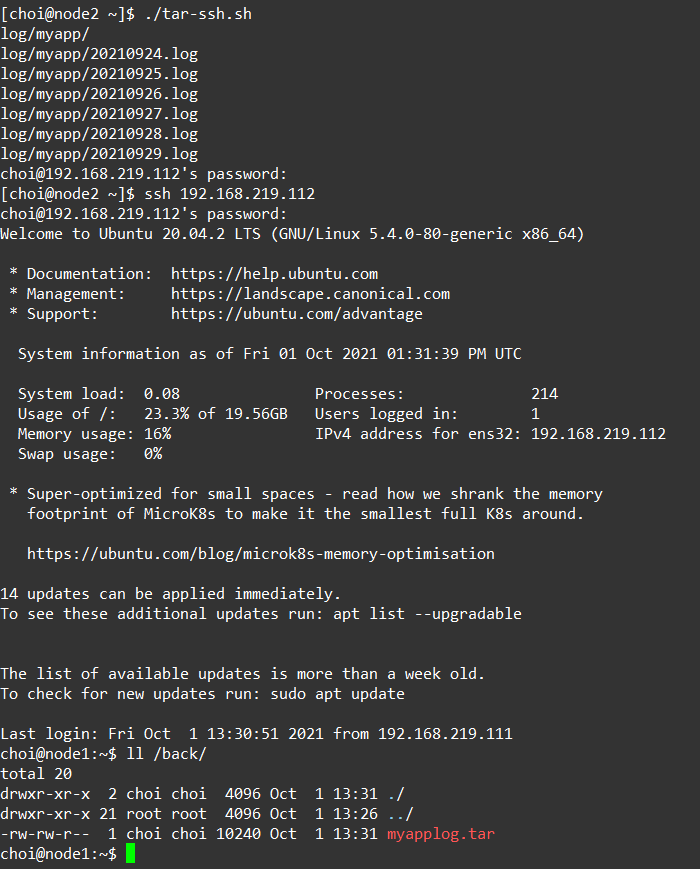 [choi@node2 ~]$ ./tar-ssh.sh
log/myapp/
log/myapp/20210924.log
log/myapp/20210925.log
log/myapp/20210926.log
log/myapp/20210927.log
log/myapp/20210928.log
log/myapp/20210929.log
choi@192.168.219.112's password:
[choi@node2 ~]$ ssh 192.168.219.112
choi@192.168.219.112's password:
Welcome to Ubuntu 20.04.2 LTS (GNU/Linux 5.4.0-80-generic x86_64)

 * Documentation:  https://help.ubuntu.com
 * Management:     https://landscape.canonical.com
 * Support:        https://ubuntu.com/advantage

  System information as of Fri 01 Oct 2021 01:31:39 PM UTC

  System load:  0.08               Processes:              214
  Usage of /:   23.3% of 19.56GB   Users logged in:        1
  Memory usage: 16%                IPv4 address for ens32: 192.168.219.112
  Swap usage:   0%

 * Super-optimized for small spaces - read how we shrank the memory
   footprint of MicroK8s to make it the smallest full K8s around.

   https://ubuntu.com/blog/microk8s-memory-optimisation

14 updates can be applied immediately.
To see these additional updates run: apt list --upgradable


The list of available updates is more than a week old.
To check for new updates run: sudo apt update

Last login: Fri Oct  1 13:30:51 2021 from 192.168.219.111
choi@node1:~$ ll /back/
total 20
drwxr-xr-x  2 choi choi  4096 Oct  1 13:31 ./
drwxr-xr-x 21 root root  4096 Oct  1 13:26 ../
-rw-rw-r--  1 choi choi 10240 Oct  1 13:31 myapplog.tar
choi@node1:~$